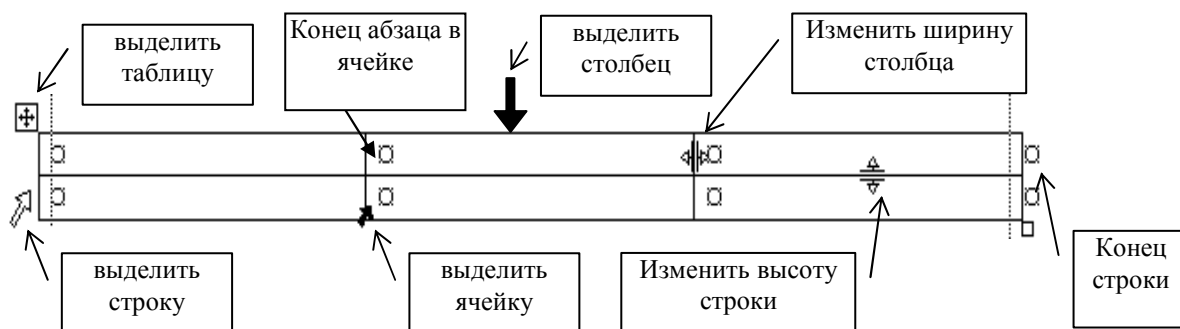 выделить
таблицу
Конец абзаца в
ячейке
выделить
столбец
Изменить ширину
столбца
выделить
строку
выделить
ячейку
Изменить высоту
строки
Конец
строки